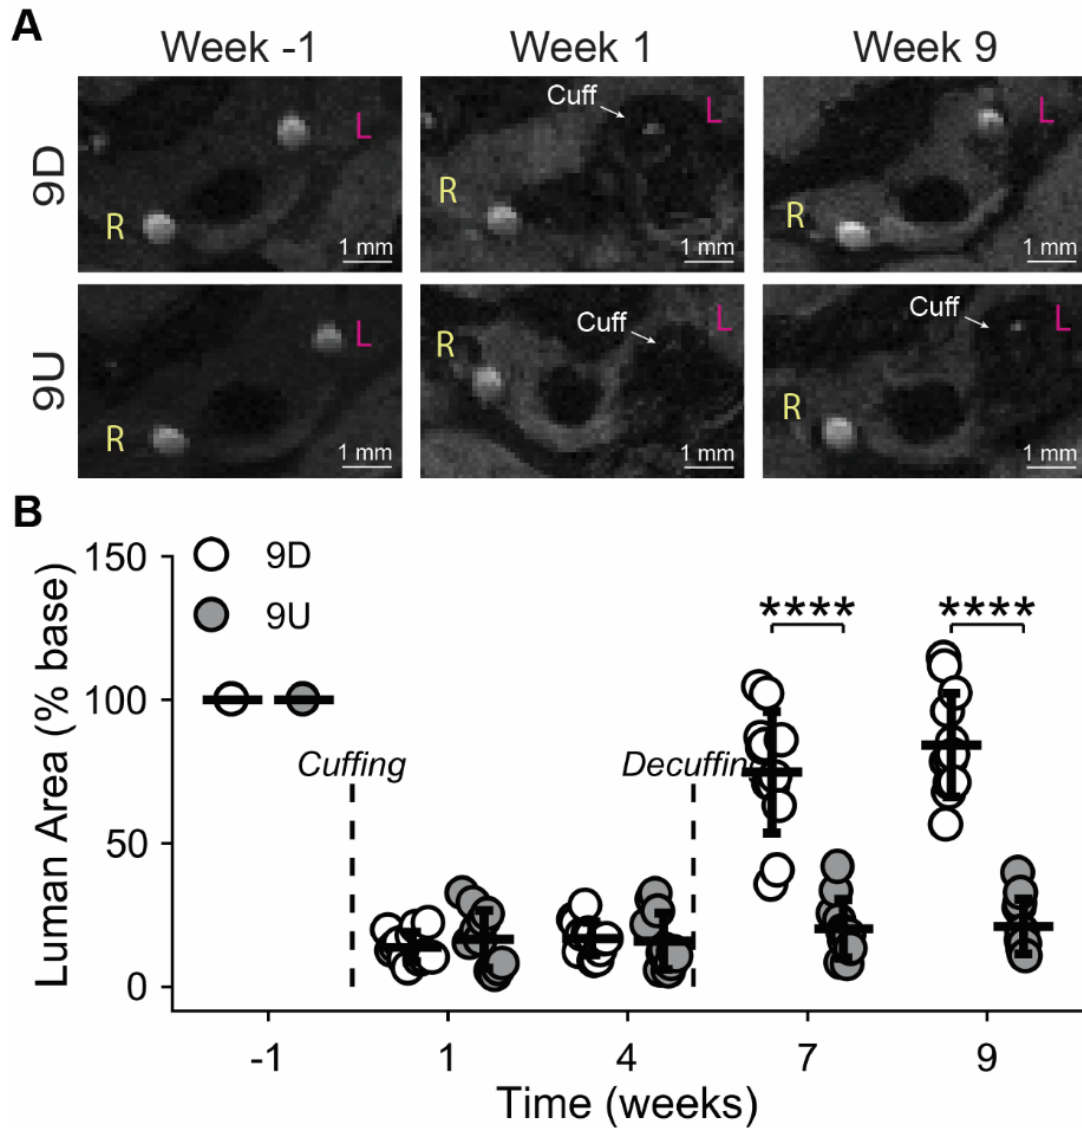 A
Week -1 Week 1 Week 9
9D
L
R
1 mm
Cuff
L
R
1 mm
L
R
1 mm
9U
L
R
1 mm
Cuff
L
R
1 mm
Cuff
L
R
1 mm
B
Luman Area (% base)
150
100
50
0
9D
9U
Cuffing
Decuffing
****
****
-1 1 4 7 9
Time (weeks)